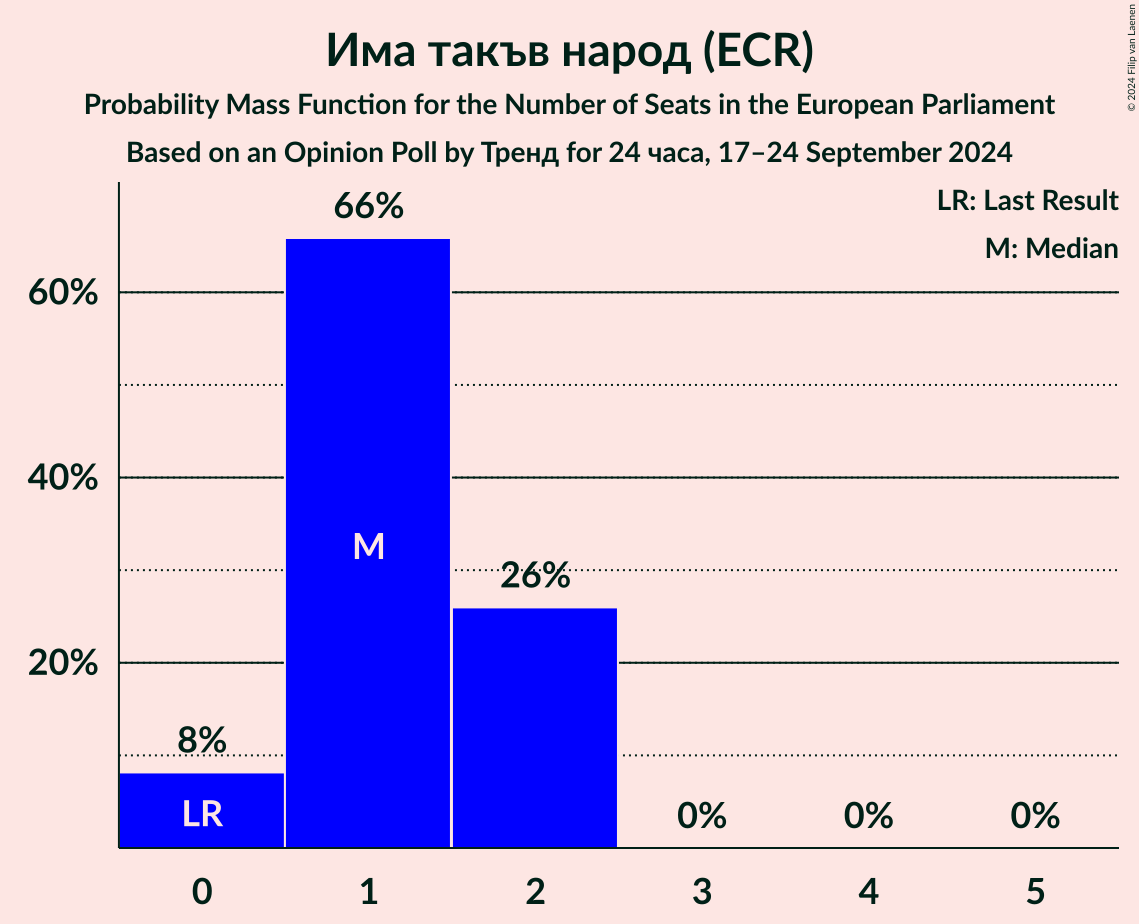 Има такъв народ (ECR)
Probability Mass Function for the Number of Seats in the European Parliament
Based on an Opinion Poll by Тренд for 24 часа, 17–24 September 2024
© 2024 Filip van Laenen
LR: Last Result
M: Median
66%
60%
40%
M
26%
20%
8%
LR
0%
0%
0%
0
1
2
3
4
5